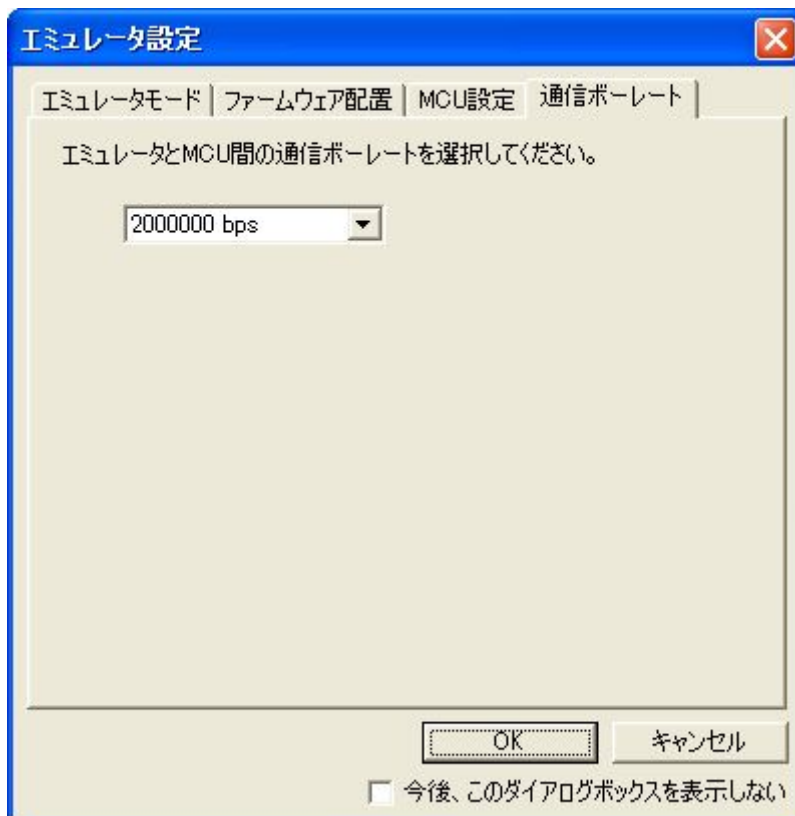 エミュレータ設定
エミュレータモード ファームウェア配置 MCU設定 通信ボーレート
エミュレータとMCU間の通信ボーレートを選択してください。
2000000 bps
OK キャンセル
今後、このダイアログボックスを表示しない